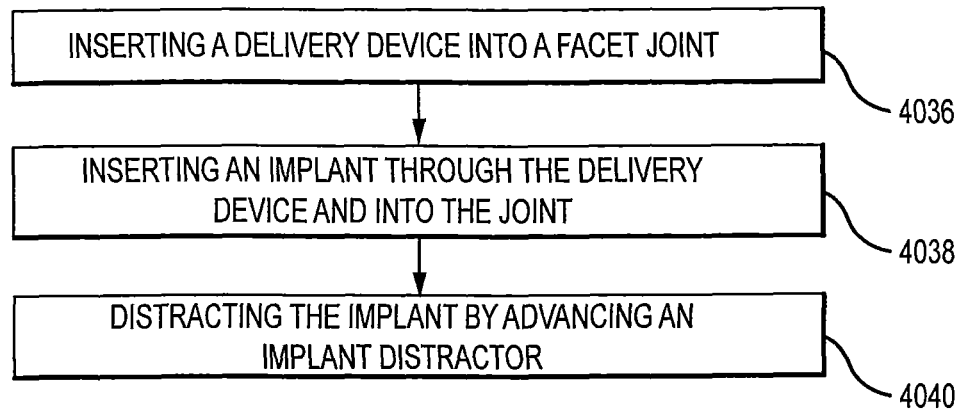 INSERTING A DELIVERY DEVICE INTO A FACET JOINT
4036
INSERTING AN IMPLANT THROUGH THE DELIVERY
DEVICE AND INTO THE JOINT
4038
DISTRACTING THE IMPLANT BY ADVANCING AN
IMPLANT DISTRACTOR
4040